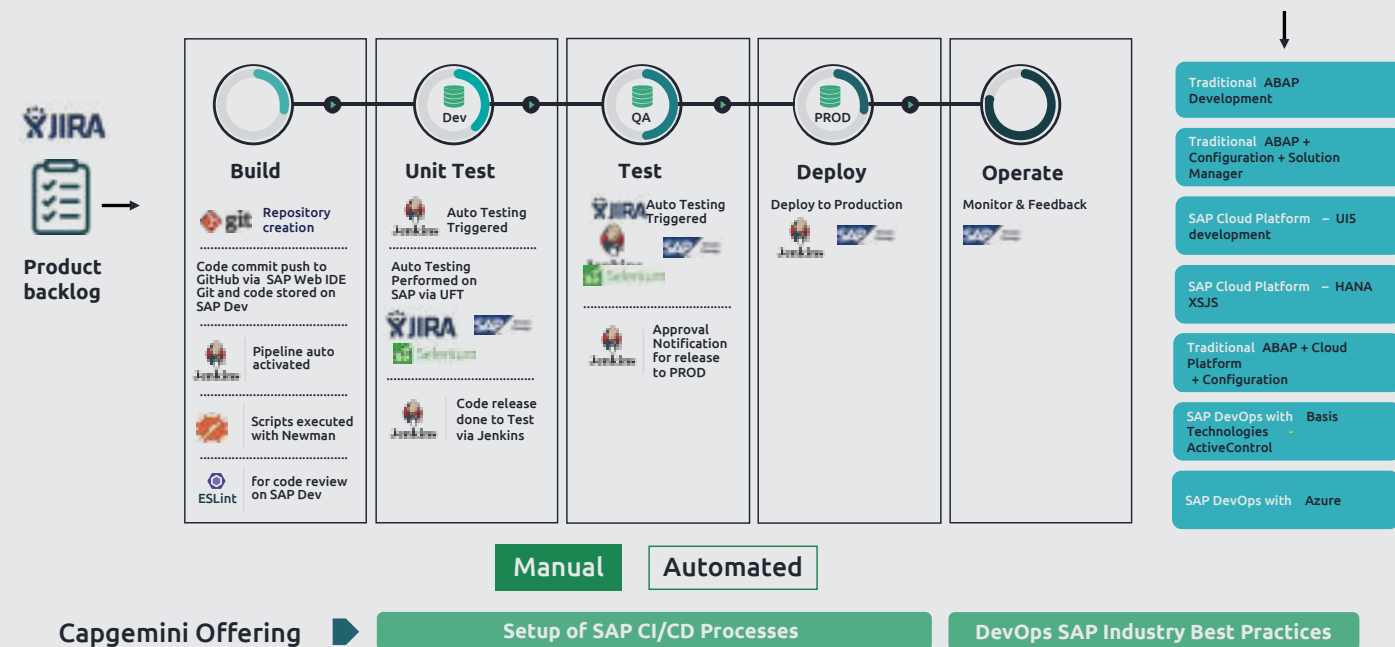 JIRA
Product
backlog
Build
git
Repository
creation
Code commit push to
GitHub via SAP Web IDE
Git and code stored on
SAP Dev
Jenkins
Pipeline auto
activated
Scripts executed
with Newman
ESLint
for code review
on SAP Dev
Dev
Unit Test
Jenkins
Auto Testing
Triggered
Auto Testing
Performed on
SAP via UFT
JIRA
SAP
Selenium
Jenkins
Code release
done to Test
via Jenkins
QA
Test
JIRA
Auto Testing
Triggered
Jenkins
SAP
Selenium
Jenkins
Approval
Notification
for release
to PROD
PROD
Deploy
Deploy to Production
Jenkins
SAP
Operate
Monitor & Feedback
SAP
Traditional ABAP
Development
Traditional ABAP +
Configuration + Solution
Manager
SAP Cloud Platform – UI5
development
SAP Cloud Platform – HANA
XSJS
Traditional ABAP + Cloud
Platform
+ Configuration
SAP DevOps with Basis
Technologies -
ActiveControl
SAP DevOps with Azure
Manual
Automated
Capgemini Offering
Setup of SAP CI/CD Processes
DevOps SAP Industry Best Practices